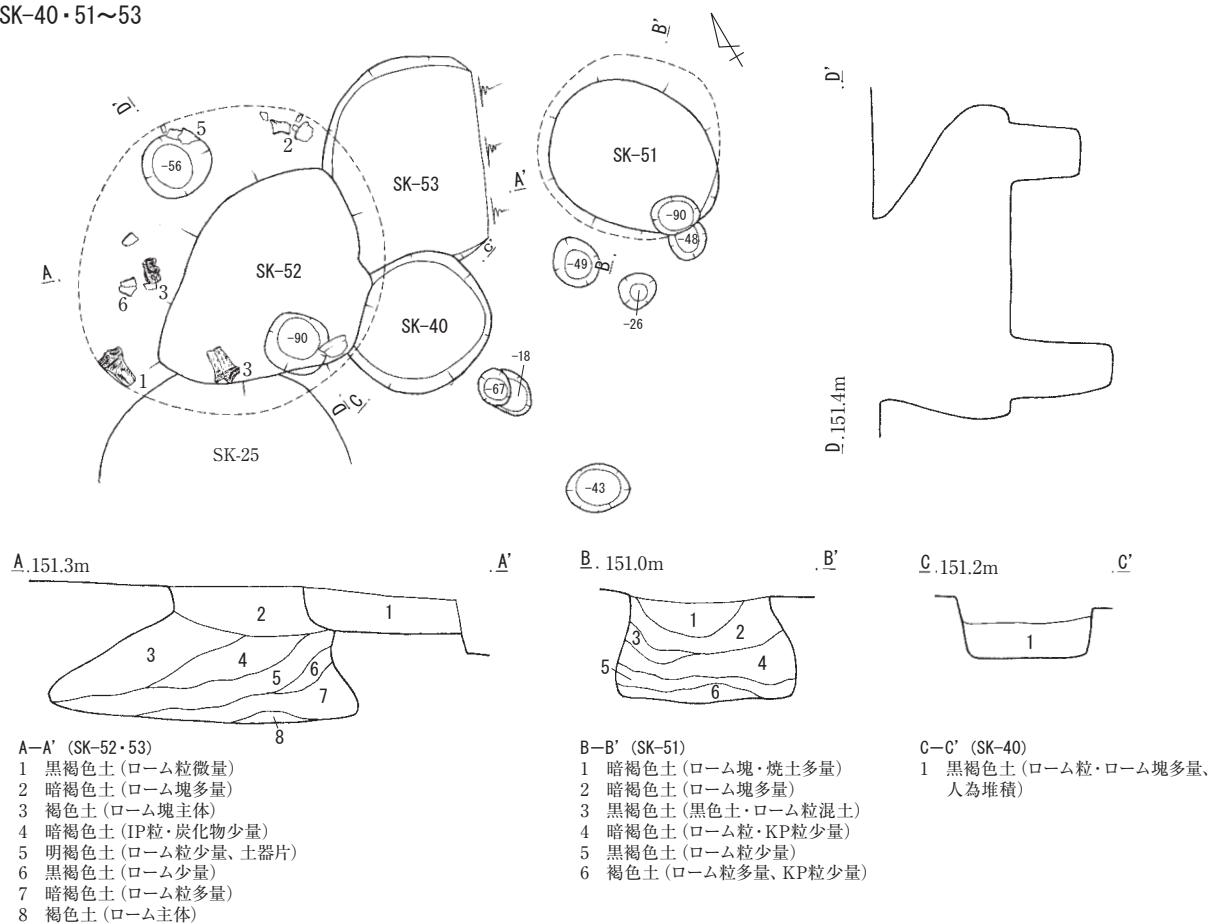 SK-40・51～53
B'
D'
D'
5
2
-56
SK-51
SK-53
A'
-90
-48
C'
A
SK-52
-49
B
6
3
-26
SK-40
-90
-18
1
3
-67
D
C
D 151.4m
SK-25
-43
A 151.3m
A'
B 151.0m
B'
C 151.2m
C'
2
1
3
4
5
6
7
8
1
2
3
4
5
6
1
A－A' (SK-52・53)
1 黒褐色土（ローム粒微量）
2 暗褐色土（ローム塊多量）
3 褐色土（ローム塊主体）
4 暗褐色土（IP粒・炭化物少量）
5 明褐色土（ローム粒少量、土器片）
6 黒褐色土（ローム少量）
7 暗褐色土（ローム粒多量）
8 褐色土（ローム主体）
B－B' (SK-51)
1 暗褐色土（ローム塊・焼土多量）
2 暗褐色土（ローム塊多量）
3 黒褐色土（黒色土・ローム粒混土）
4 暗褐色土（ローム粒・KP粒少量）
5 黒褐色土（ローム粒少量）
6 褐色土（ローム粒多量、KP粒少量）
C－C' (SK-40)
1 黒褐色土（ローム粒・ローム塊多量、
人為堆積）